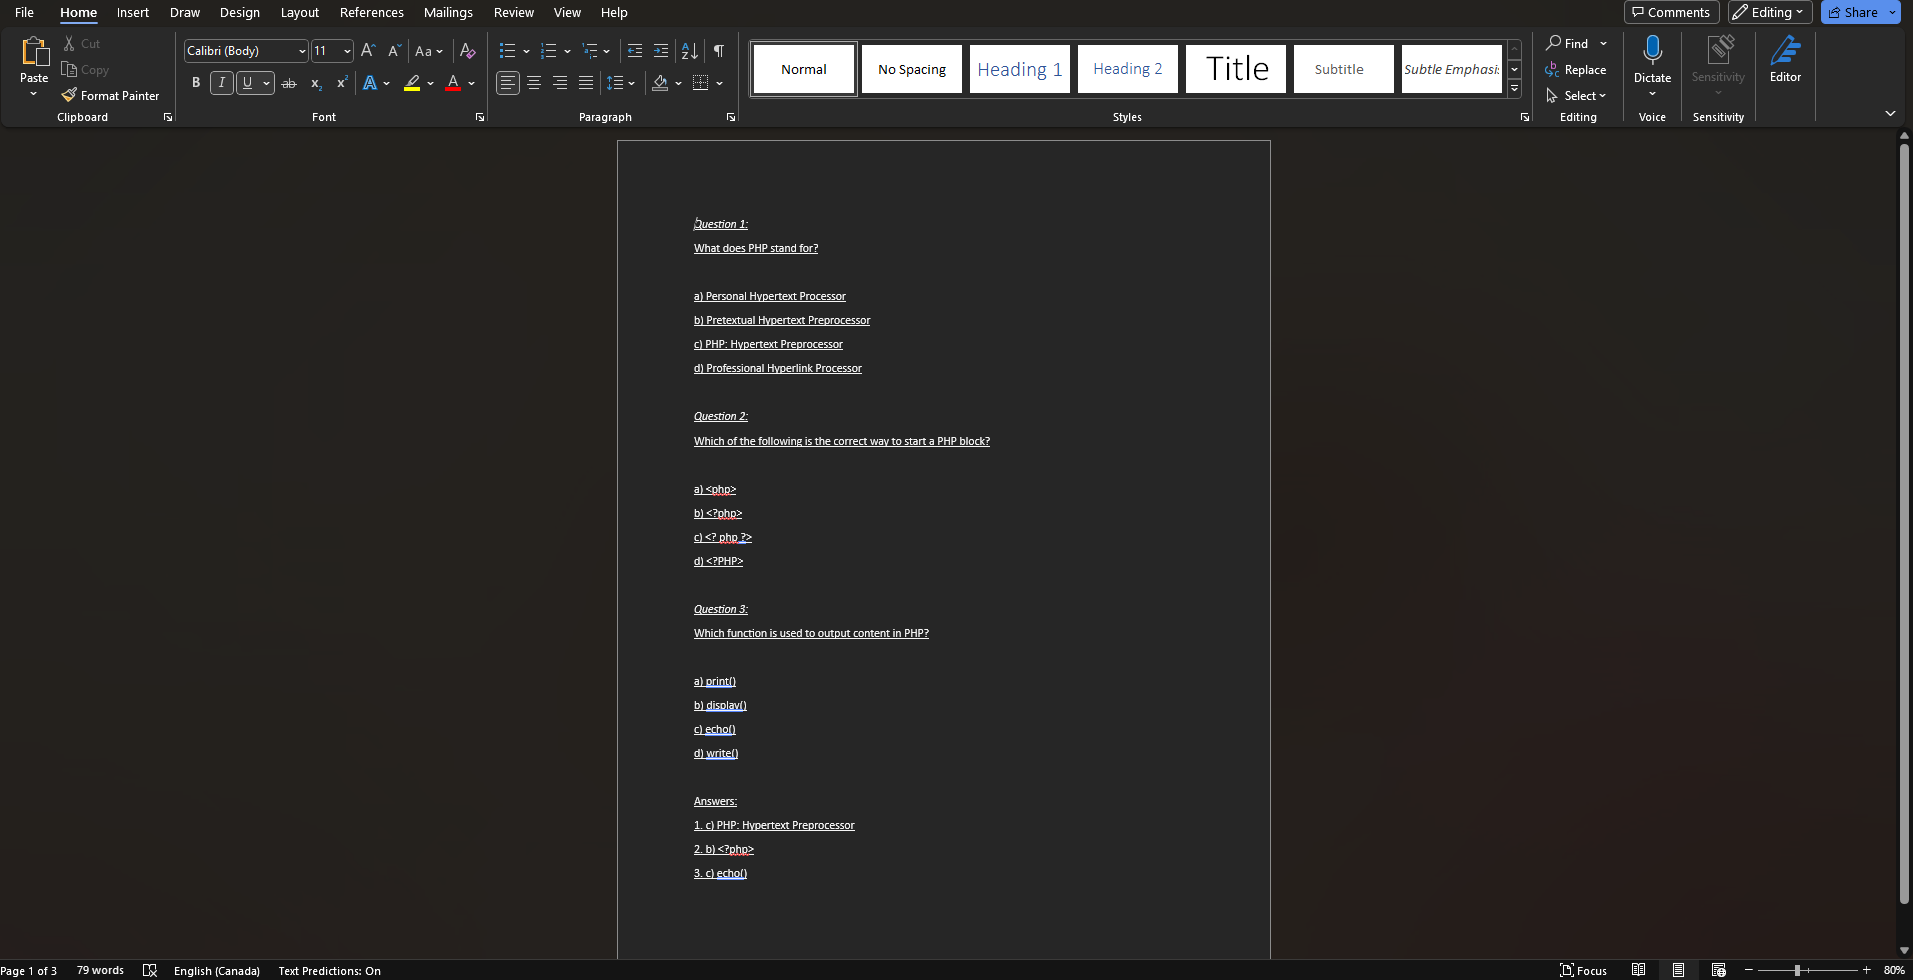 File Home Insert Draw Design Layout References Mailings Review View Help Comments Editing Share
Paste Cut Copy Format Painter
Clipboard
Calibri (Body) 11
Font
Paragraph
Normal No Spacing Heading 1 Heading 2 Title Subtitle Subtle Emphasi
Styles
Find
Replace
Select
Editing
Dictate
Voice
Sensitivity
Sensitivity
Editor
Question 1:
What does PHP stand for?
a) Personal Hypertext Processor
b) Pretextual Hypertext Preprocessor
c) PHP: Hypertext Preprocessor
d) Professional Hyperlink Processor
Question 2:
Which of the following is the correct way to start a PHP block?
a) <php>
b) <?php>
c) <? php ?>
d) <?PHP>
Question 3:
Which function is used to output content in PHP?
a) print()
b) display()
c) echo()
d) write()
Answers:
1. c) PHP: Hypertext Preprocessor
2. b) <?php>
3. c) echo()
Page 1 of 3 79 words English (Canada) Text Predictions: On Focus 80%